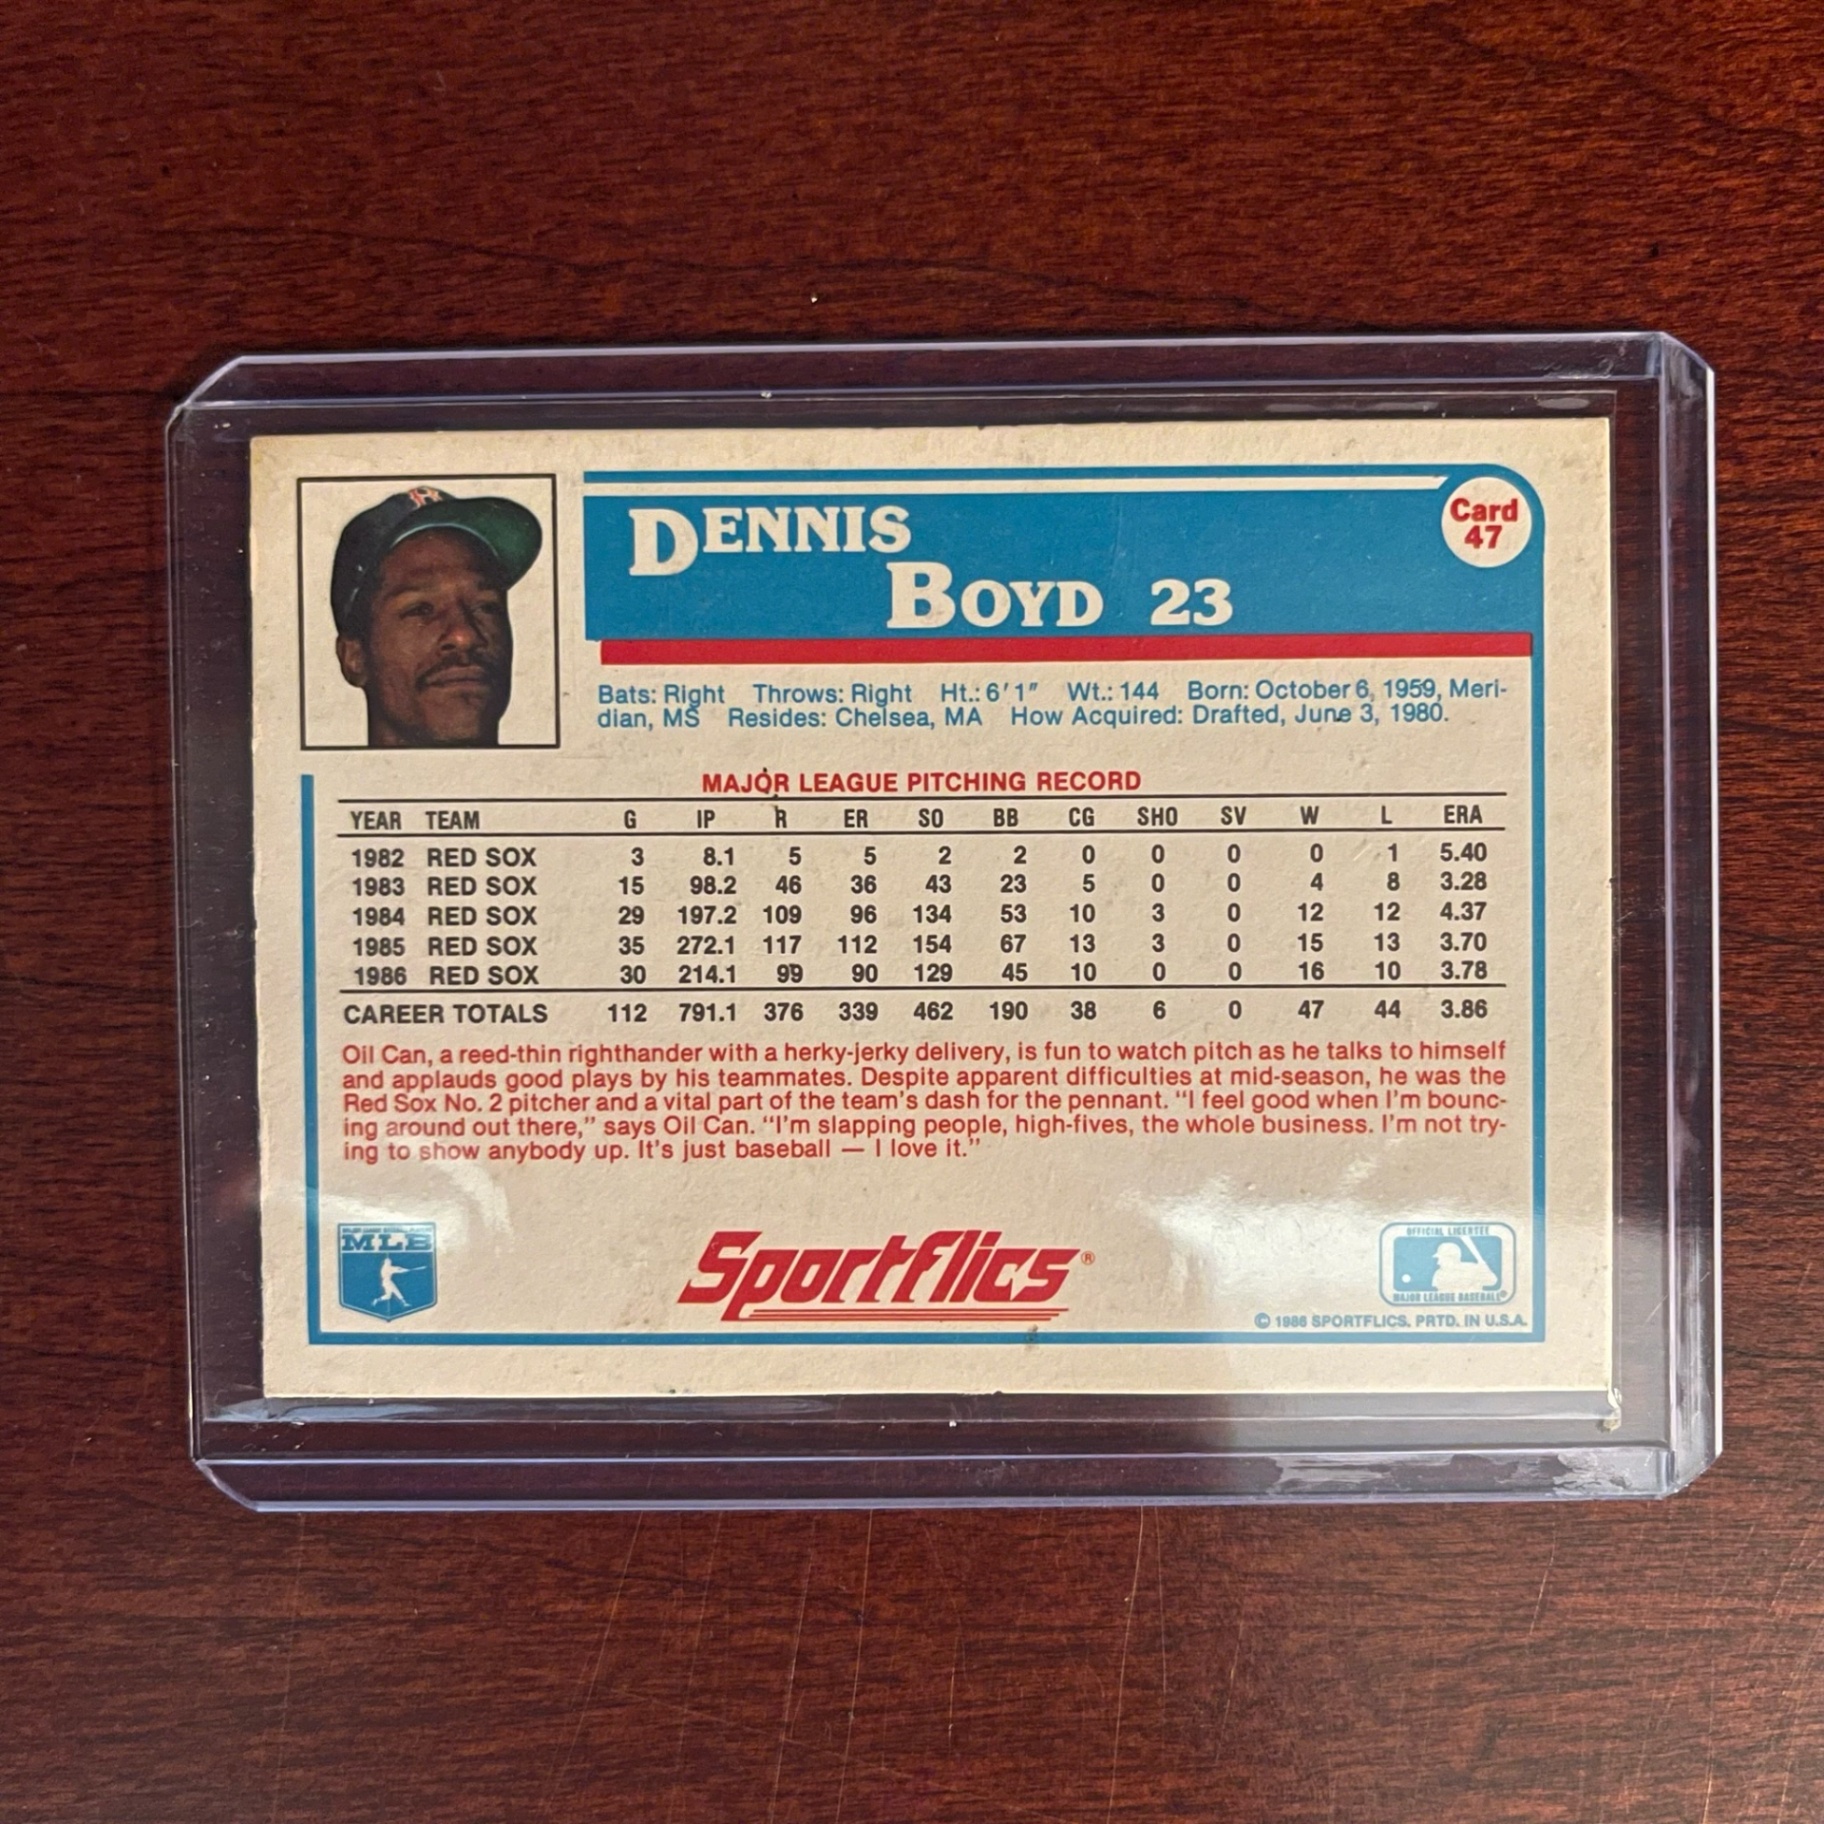 DENNIS
BOYD 23
Card
47
Bats: Right Throws: Right Ht.: 6'1" Wt.: 144 Born: October 6, 1959, Meri-
dian, MS Resides: Chelsea, MA How Acquired: Drafted, June 3, 1980.
MAJOR LEAGUE PITCHING RECORD
YEAR TEAM G IP R ER SO BB CG SHO SV W L ERA
1982 RED SOX 3 8.1 5 5 2 2 0 0 0 0 1 5.40
1983 RED SOX 15 98.2 46 36 43 23 5 0 0 4 8 3.28
1984 RED SOX 29 197.2 109 96 134 53 10 3 0 12 12 4.37
1985 RED SOX 35 272.1 117 112 154 67 13 3 0 15 13 3.70
1986 RED SOX 30 214.1 99 90 129 45 10 0 0 16 10 3.78
CAREER TOTALS 112 791.1 376 339 462 190 38 6 0 47 44 3.86
Oil Can, a reed-thin righthander with a herky-jerky delivery, is fun to watch pitch as he talks to himself
and applauds good plays by his teammates. Despite apparent difficulties at mid-season, he was the
Red Sox No. 2 pitcher and a vital part of the team's dash for the pennant. "I feel good when I'm bounc-
ing around out there," says Oil Can. "I'm slapping people, high-fives, the whole business. I'm not try-
ing to show anybody up. It's just baseball — I love it."
MLB
Sportflics®
OFFICIAL LICENSEE
MAJOR LEAGUE BASEBALL®
© 1986 SPORTFLICS. PRTD. IN U.S.A.